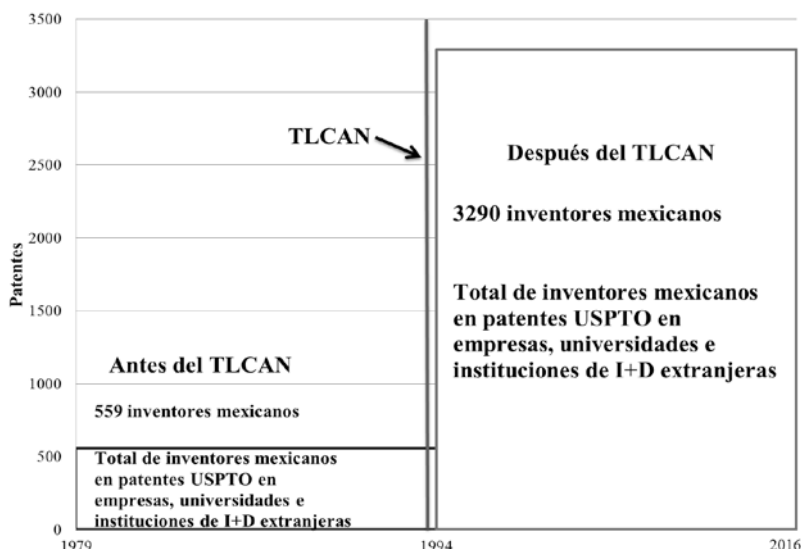 3500
3000
2500
2000
1500
1000
500
0
Patentes
TLCAN
Antes del TLCAN
559 inventores mexicanos
Total de inventores mexicanos
en patentes USPTO en
empresas, universidades e
instituciones de I+D extranjeras
Después del TLCAN
3290 inventores mexicanos
Total de inventores mexicanos
en patentes USPTO en
empresas, universidades e
instituciones de I+D extranjeras
1979
1994
2016